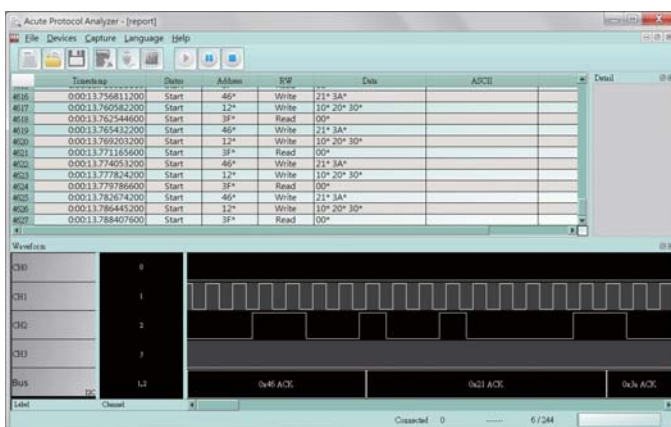 Acute Protocol Analyzer - [report]
File Devices Capture Language Help
Timestamp Status Address RW Data ASCII Detail
4616 0:00:13.756811200 Start 46* Write 21* 3A*
4617 0:00:13.760582200 Start 12* Write 10* 20* 30*
4618 0:00:13.762544600 Start 3F* Read 00*
4619 0:00:13.765432200 Start 46* Write 21* 3A*
4620 0:00:13.769203200 Start 12* Write 10* 20* 30*
4621 0:00:13.771165600 Start 3F* Read 00*
4622 0:00:13.774053200 Start 46* Write 21* 3A*
4623 0:00:13.777824200 Start 12* Write 10* 20* 30*
4624 0:00:13.779786600 Start 3F* Read 00*
4625 0:00:13.782674200 Start 46* Write 21* 3A*
4626 0:00:13.786445200 Start 12* Write 10* 20* 30*
4627 0:00:13.788407600 Start 3F* Read 00*
Waveform
CH0 0
CH1 1
CH2 2
CH3 3
Bus I2C 1,2 0x46 ACK 0x21 ACK 0x3a ACK
Label Channel
Connected 0 ----- 6 / 244